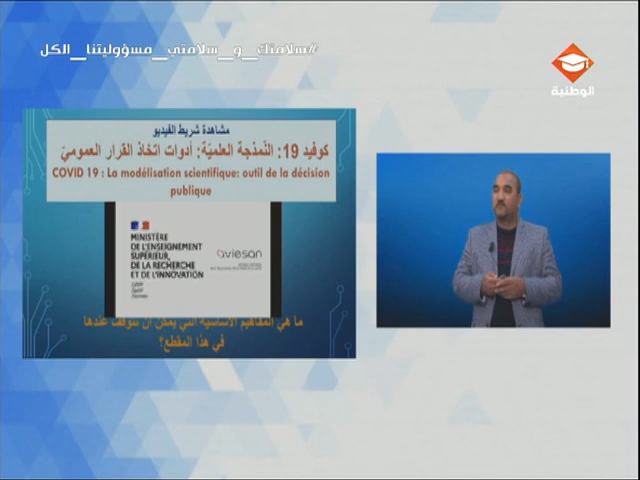 #سلامتك_و_سلامتي_مسؤوليتنا_الكل
الوطنية
مشاهدة شريط الفيديو
كوفيد 19: النّمذجة العلميّة: أدوات اتخاذ القرار العموميّ
COVID 19 : La modélisation scientifique: outil de la décision
publique
MINISTÈRE
DE L'ENSEIGNEMENT
SUPÉRIEUR,
DE LA RECHERCHE
ET DE L'INNOVATION
aviesan
ما هي المفاهيم الأساسية التي يمكن أن نتوقف عندها
في هذا المقطع؟